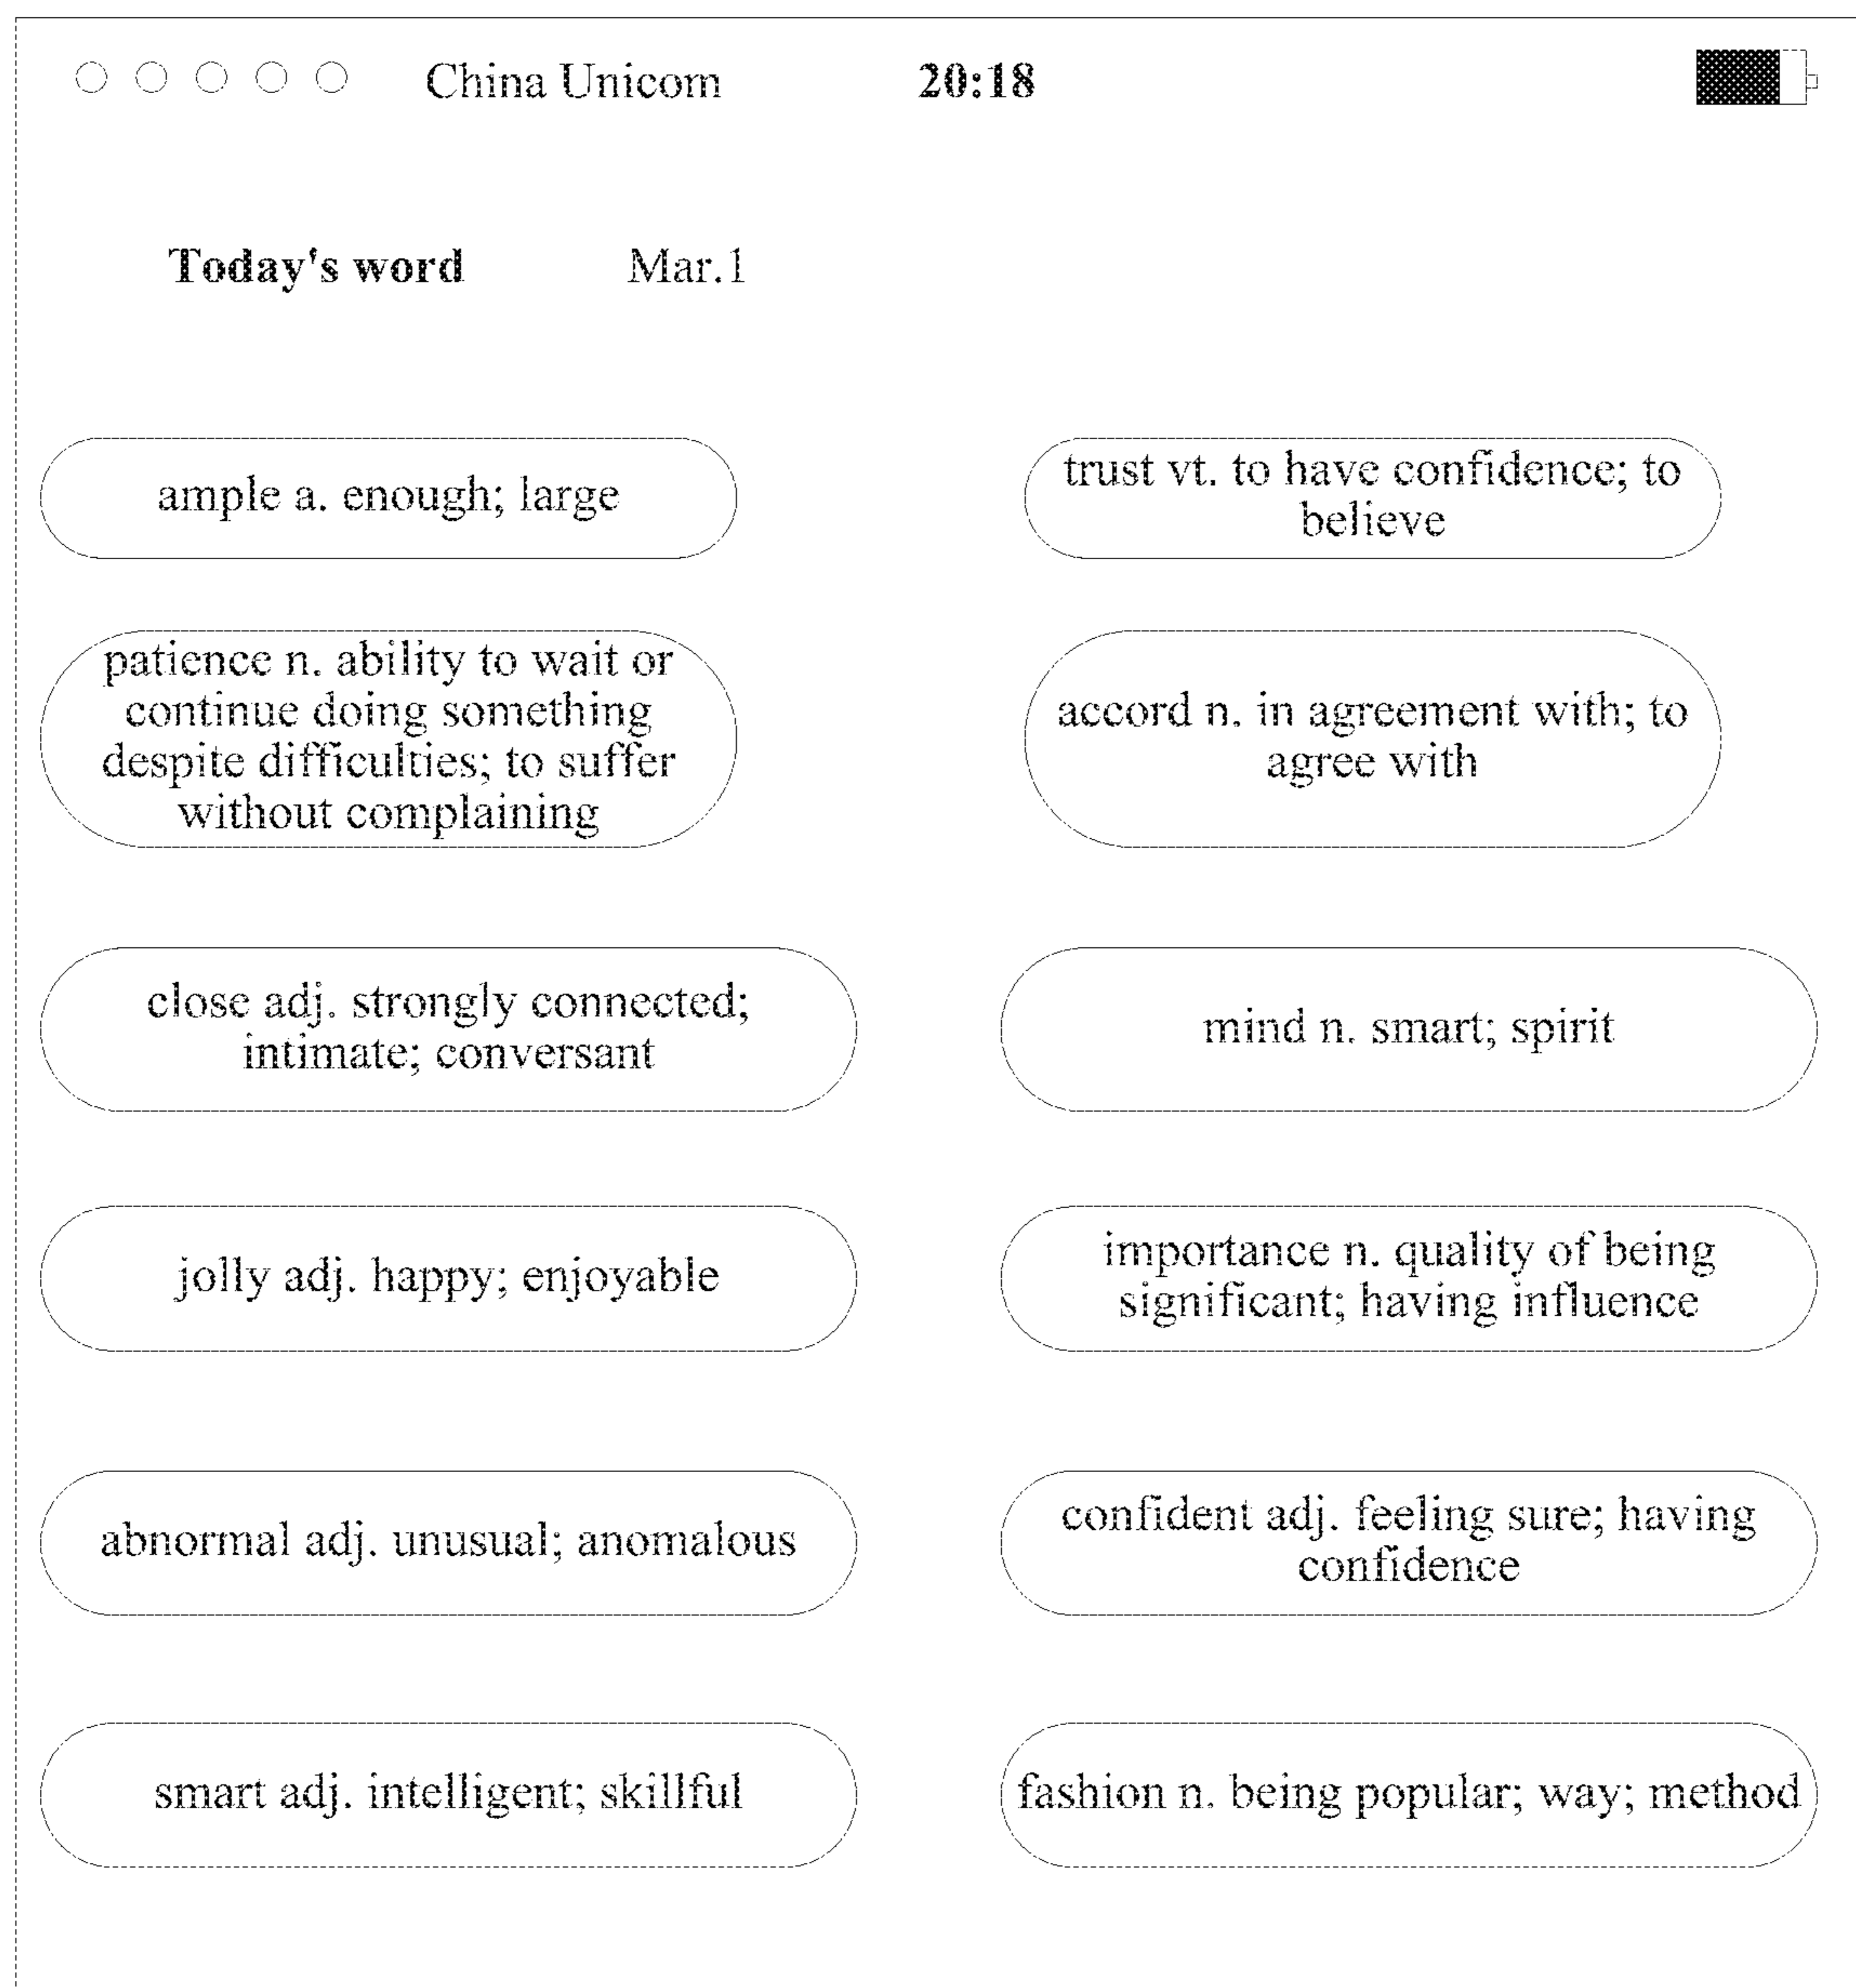 China Unicom 20:18
Today's word Mar.1
ample a. enough; large
trust vt. to have confidence; to
believe
patience n. ability to wait or
continue doing something
despite difficulties; to suffer
without complaining
accord n. in agreement with; to
agree with
close adj. strongly connected;
intimate; conversant
mind n. smart; spirit
jolly adj. happy; enjoyable
importance n. quality of being
significant; having influence
abnormal adj. unusual; anomalous
confident adj. feeling sure; having
confidence
smart adj. intelligent; skillful
fashion n. being popular; way; method